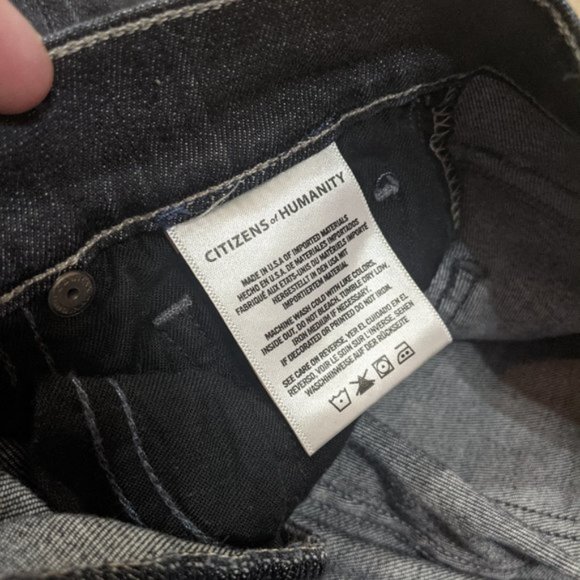 CITIZENS of HUMANITY
MADE IN U.S.A OF IMPORTED MATERIALS
HECHO EN U.S.A. DE MATERIALES IMPORTADOS
FABRIQUÉ AUX ETATS-UNIS DU MATÉRIELS IMPORTÉ
HERGESTELLT IN DEN USA MIT
IMPORTIERTEN MATERIAL
MACHINE WASH COLD WITH LIKE COLORS,
INSIDE OUT. DO NOT BLEACH. TUMBLE DRY LOW.
IRON MEDIUM IF NECESSARY.
IF DECORATED OR PRINTED DO NOT IRON.
SEE CARE ON REVERSE, VER EL CUIDADO EN EL
REVERSO, VOIR LE SOIN SUR L'INVERSE, SEHEN
WASCHHINWEISE AUF DER RÜCKSEITE